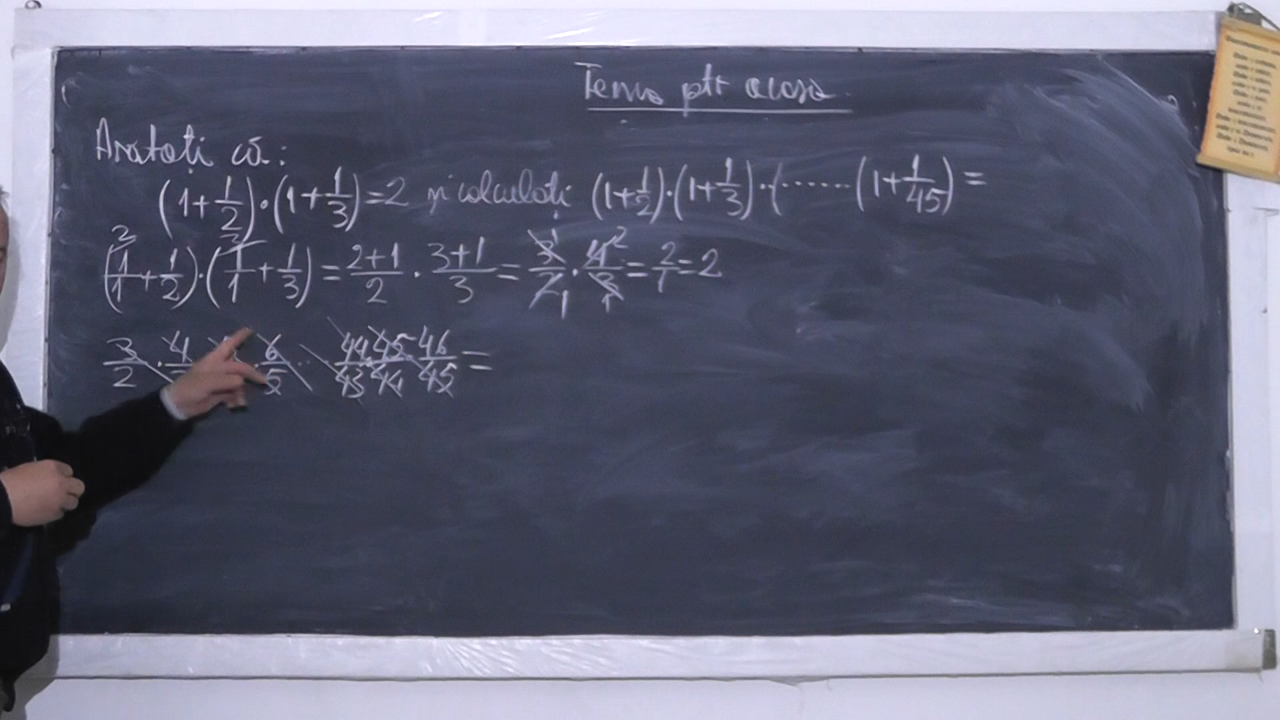 Tema ptr acasă
Arătați că:
(1+1/2)·(1+1/3)=2 și calculați (1+1/2)·(1+1/3)·(......(1+1/45)=
(1/1+1/2)·(1/1+1/3)=2+1/2·3+1/3=3/2·4/3=2/1=2
3/2·4/ ·6/5...44/43 45/44 46/45=